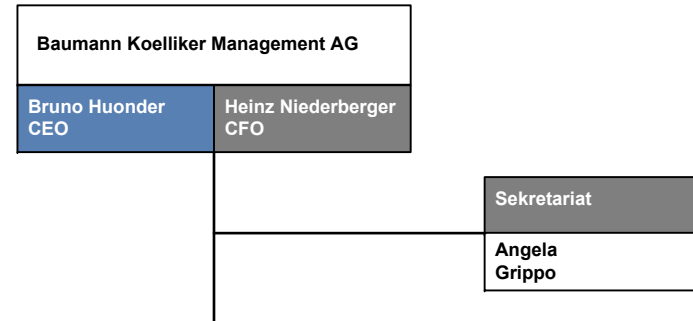 Baumann Koelliker Management AG
Bruno Huonder
CEO
Heinz Niederberger
CFO
Sekretariat
Angela
Grippo